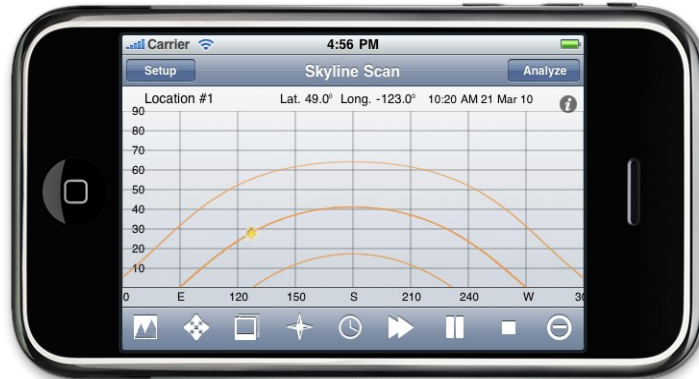 Carrier 4:56 PM
Setup Skyline Scan Analyze
Location #1 Lat. 49.0° Long. -123.0° 10:20 AM 21 Mar 10
90
80
70
60
50
40
30
20
10
0 E 120 150 S 210 240 W 30